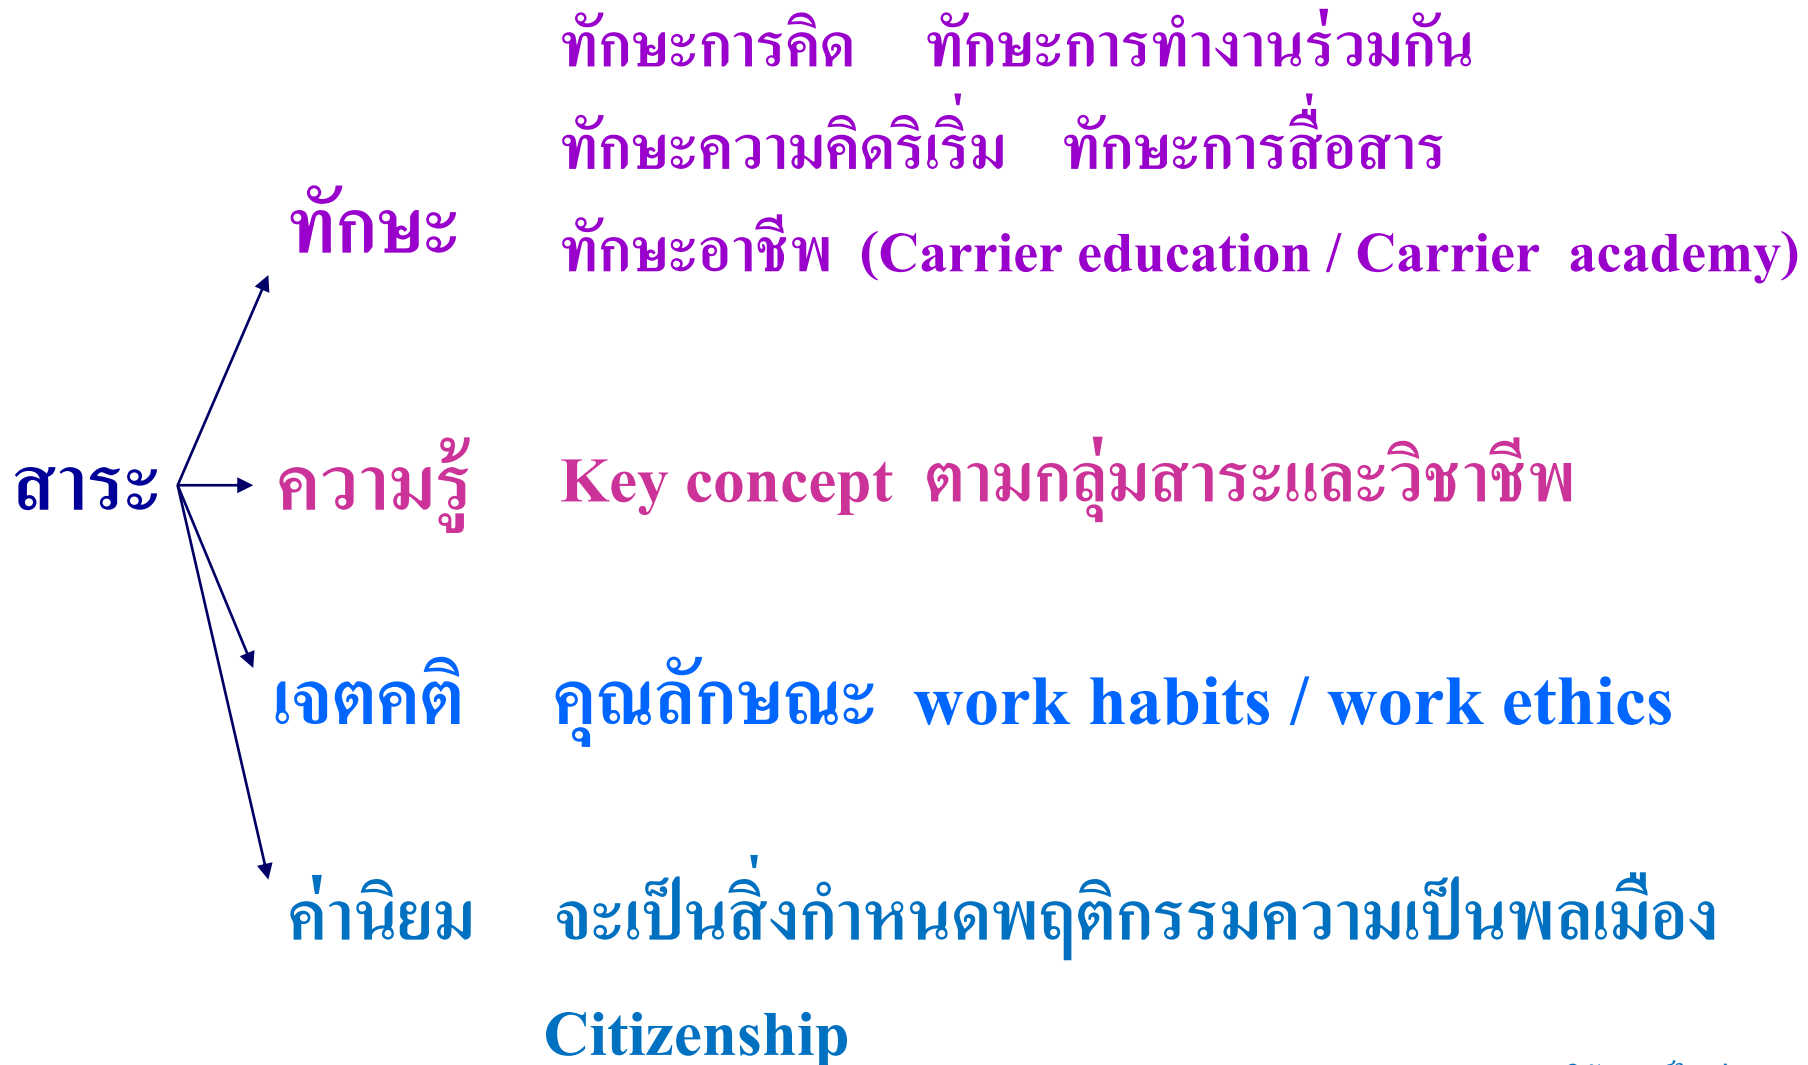 ทักษะการคิด ทักษะการทำงานร่วมกัน
ทักษะความคิดริเริ่ม ทักษะการสื่อสาร
ทักษะ
ทักษะอาชีพ (Carrier education / Carrier academy)
สาระ
ความรู้
Key concept ตามกลุ่มสาระและวิชาชีพ
เจตคติ
คุณลักษณะ work habits / work ethics
ค่านิยม
จะเป็นสิ่งกำหนดพฤติกรรมความเป็นพลเมือง
Citizenship